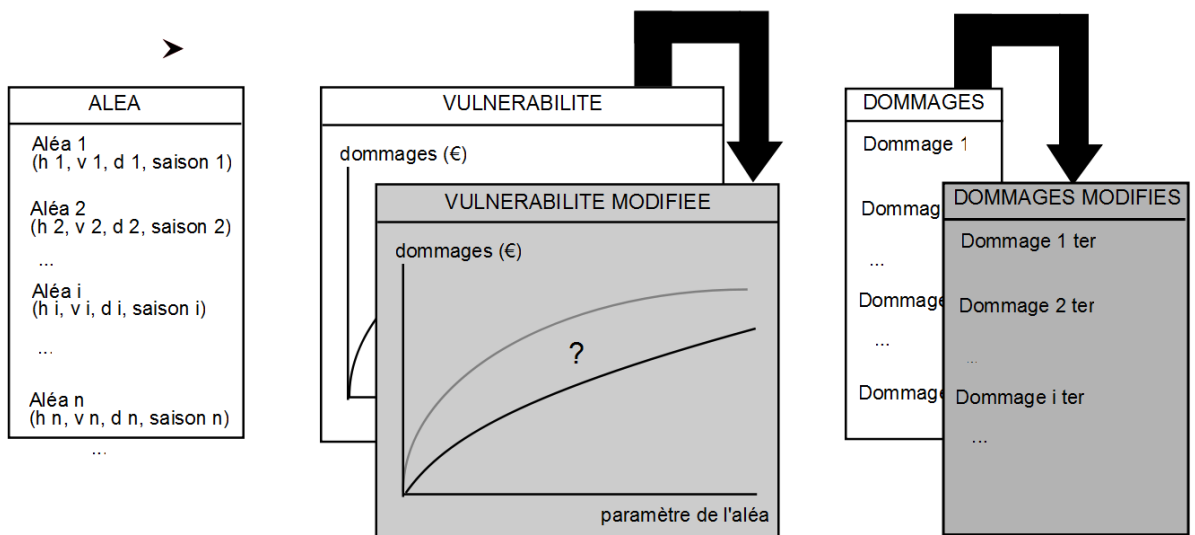 ALEA
Aléa 1
(h 1, v 1, d 1, saison 1)
Aléa 2
(h 2, v 2, d 2, saison 2)
...
Aléa i
(h i, v i, d i, saison i)
...
Aléa n
(h n, v n, d n, saison n)
...
VULNERABILITE
dommages (€)
VULNERABILITE MODIFIEE
dommages (€)
?
paramètre de l'aléa
DOMMAGES
Dommage 1
Dommag
...
Dommage
...
Dommage
DOMMAGES MODIFIES
Dommage 1 ter
...
Dommage 2 ter
...
Dommage i ter
...